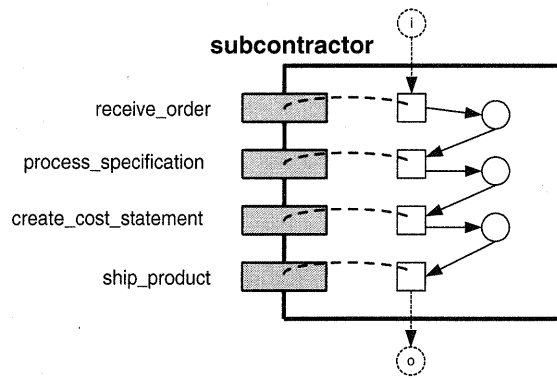 i
subcontractor
receive_order
process_specification
create_cost_statement
ship_product
o